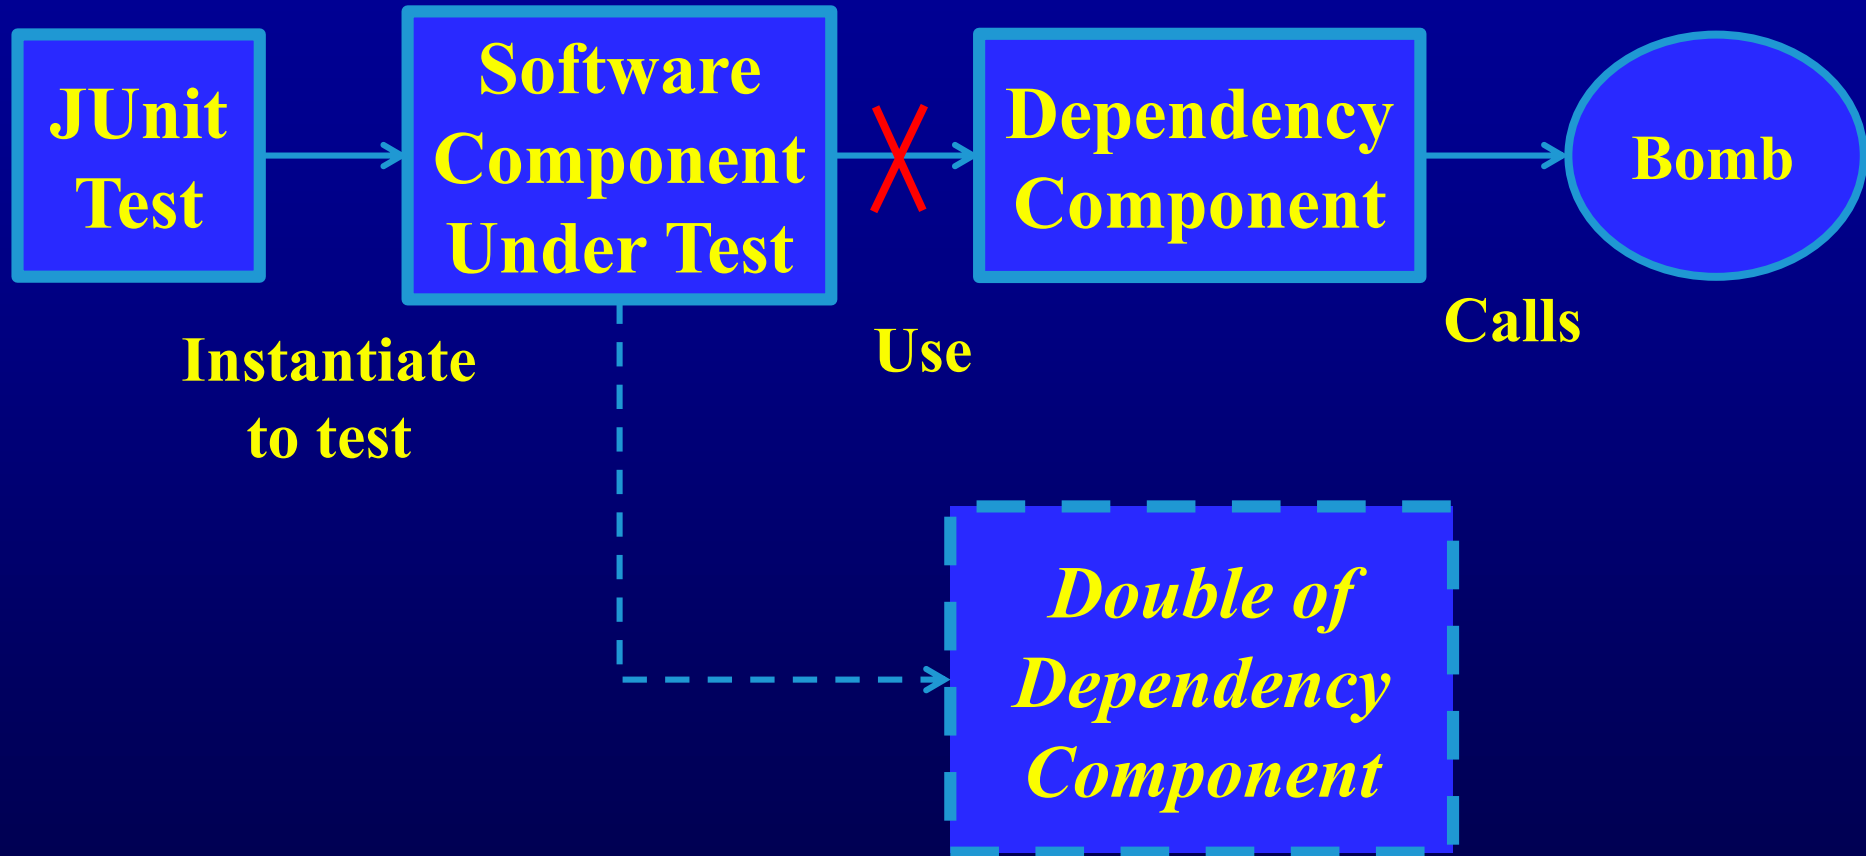 JUnit
Test
Software
Component
Under Test
Dependency
Component
Bomb
Instantiate
to test
Use
Calls
Double of
Dependency
Component